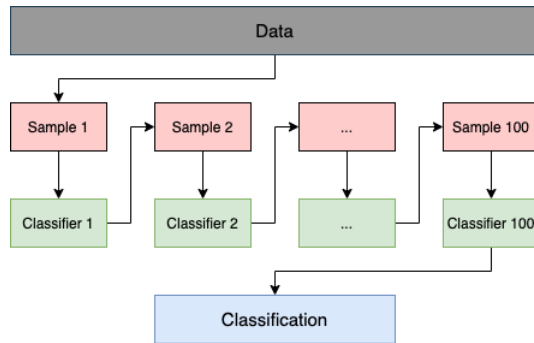 Data
Sample 1
Sample 2
...
Sample 100
Classifier 1
Classifier 2
...
Classifier 100
Classification